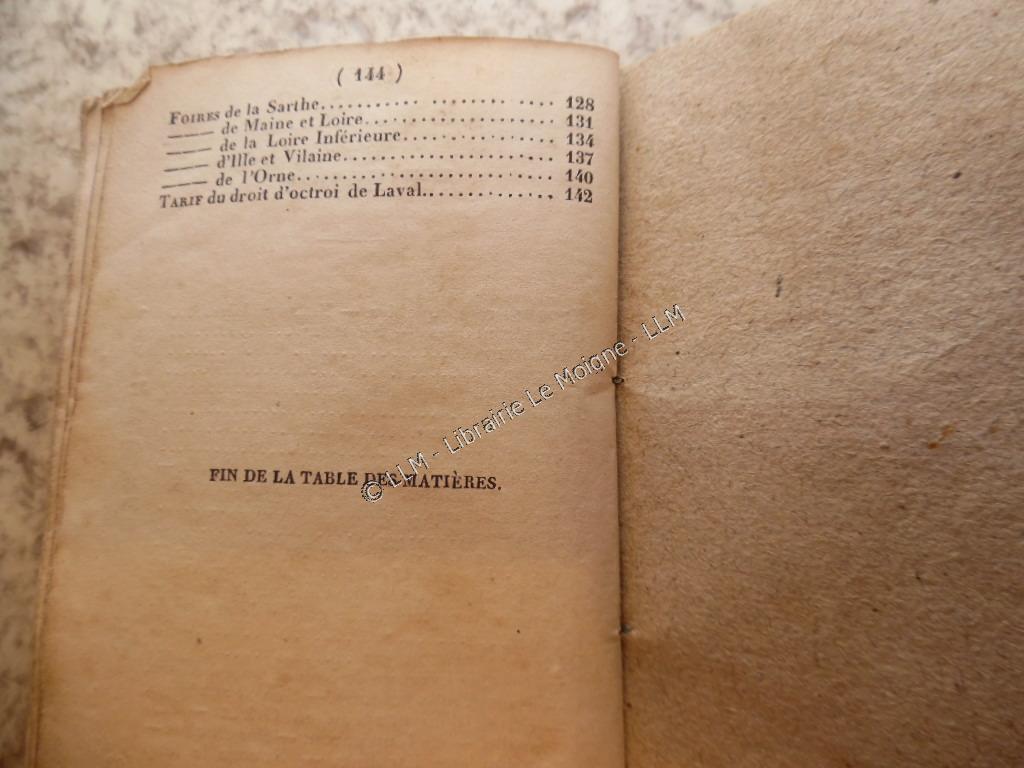 ( 144 )
FOIRES de la Sarthe.......... ........ .... 128
—— de Maine et Loire.................... 131
—— de la Loire Inférieure................ 134
—— d'Ille et Vilaine...................... 137
—— de l'Orne........................... 140
TARIF du droit d'octroi de Laval............. 142
FIN DE LA TABLE DES MATIÈRES.
© LLM - Librairie Le Moigne - LLM